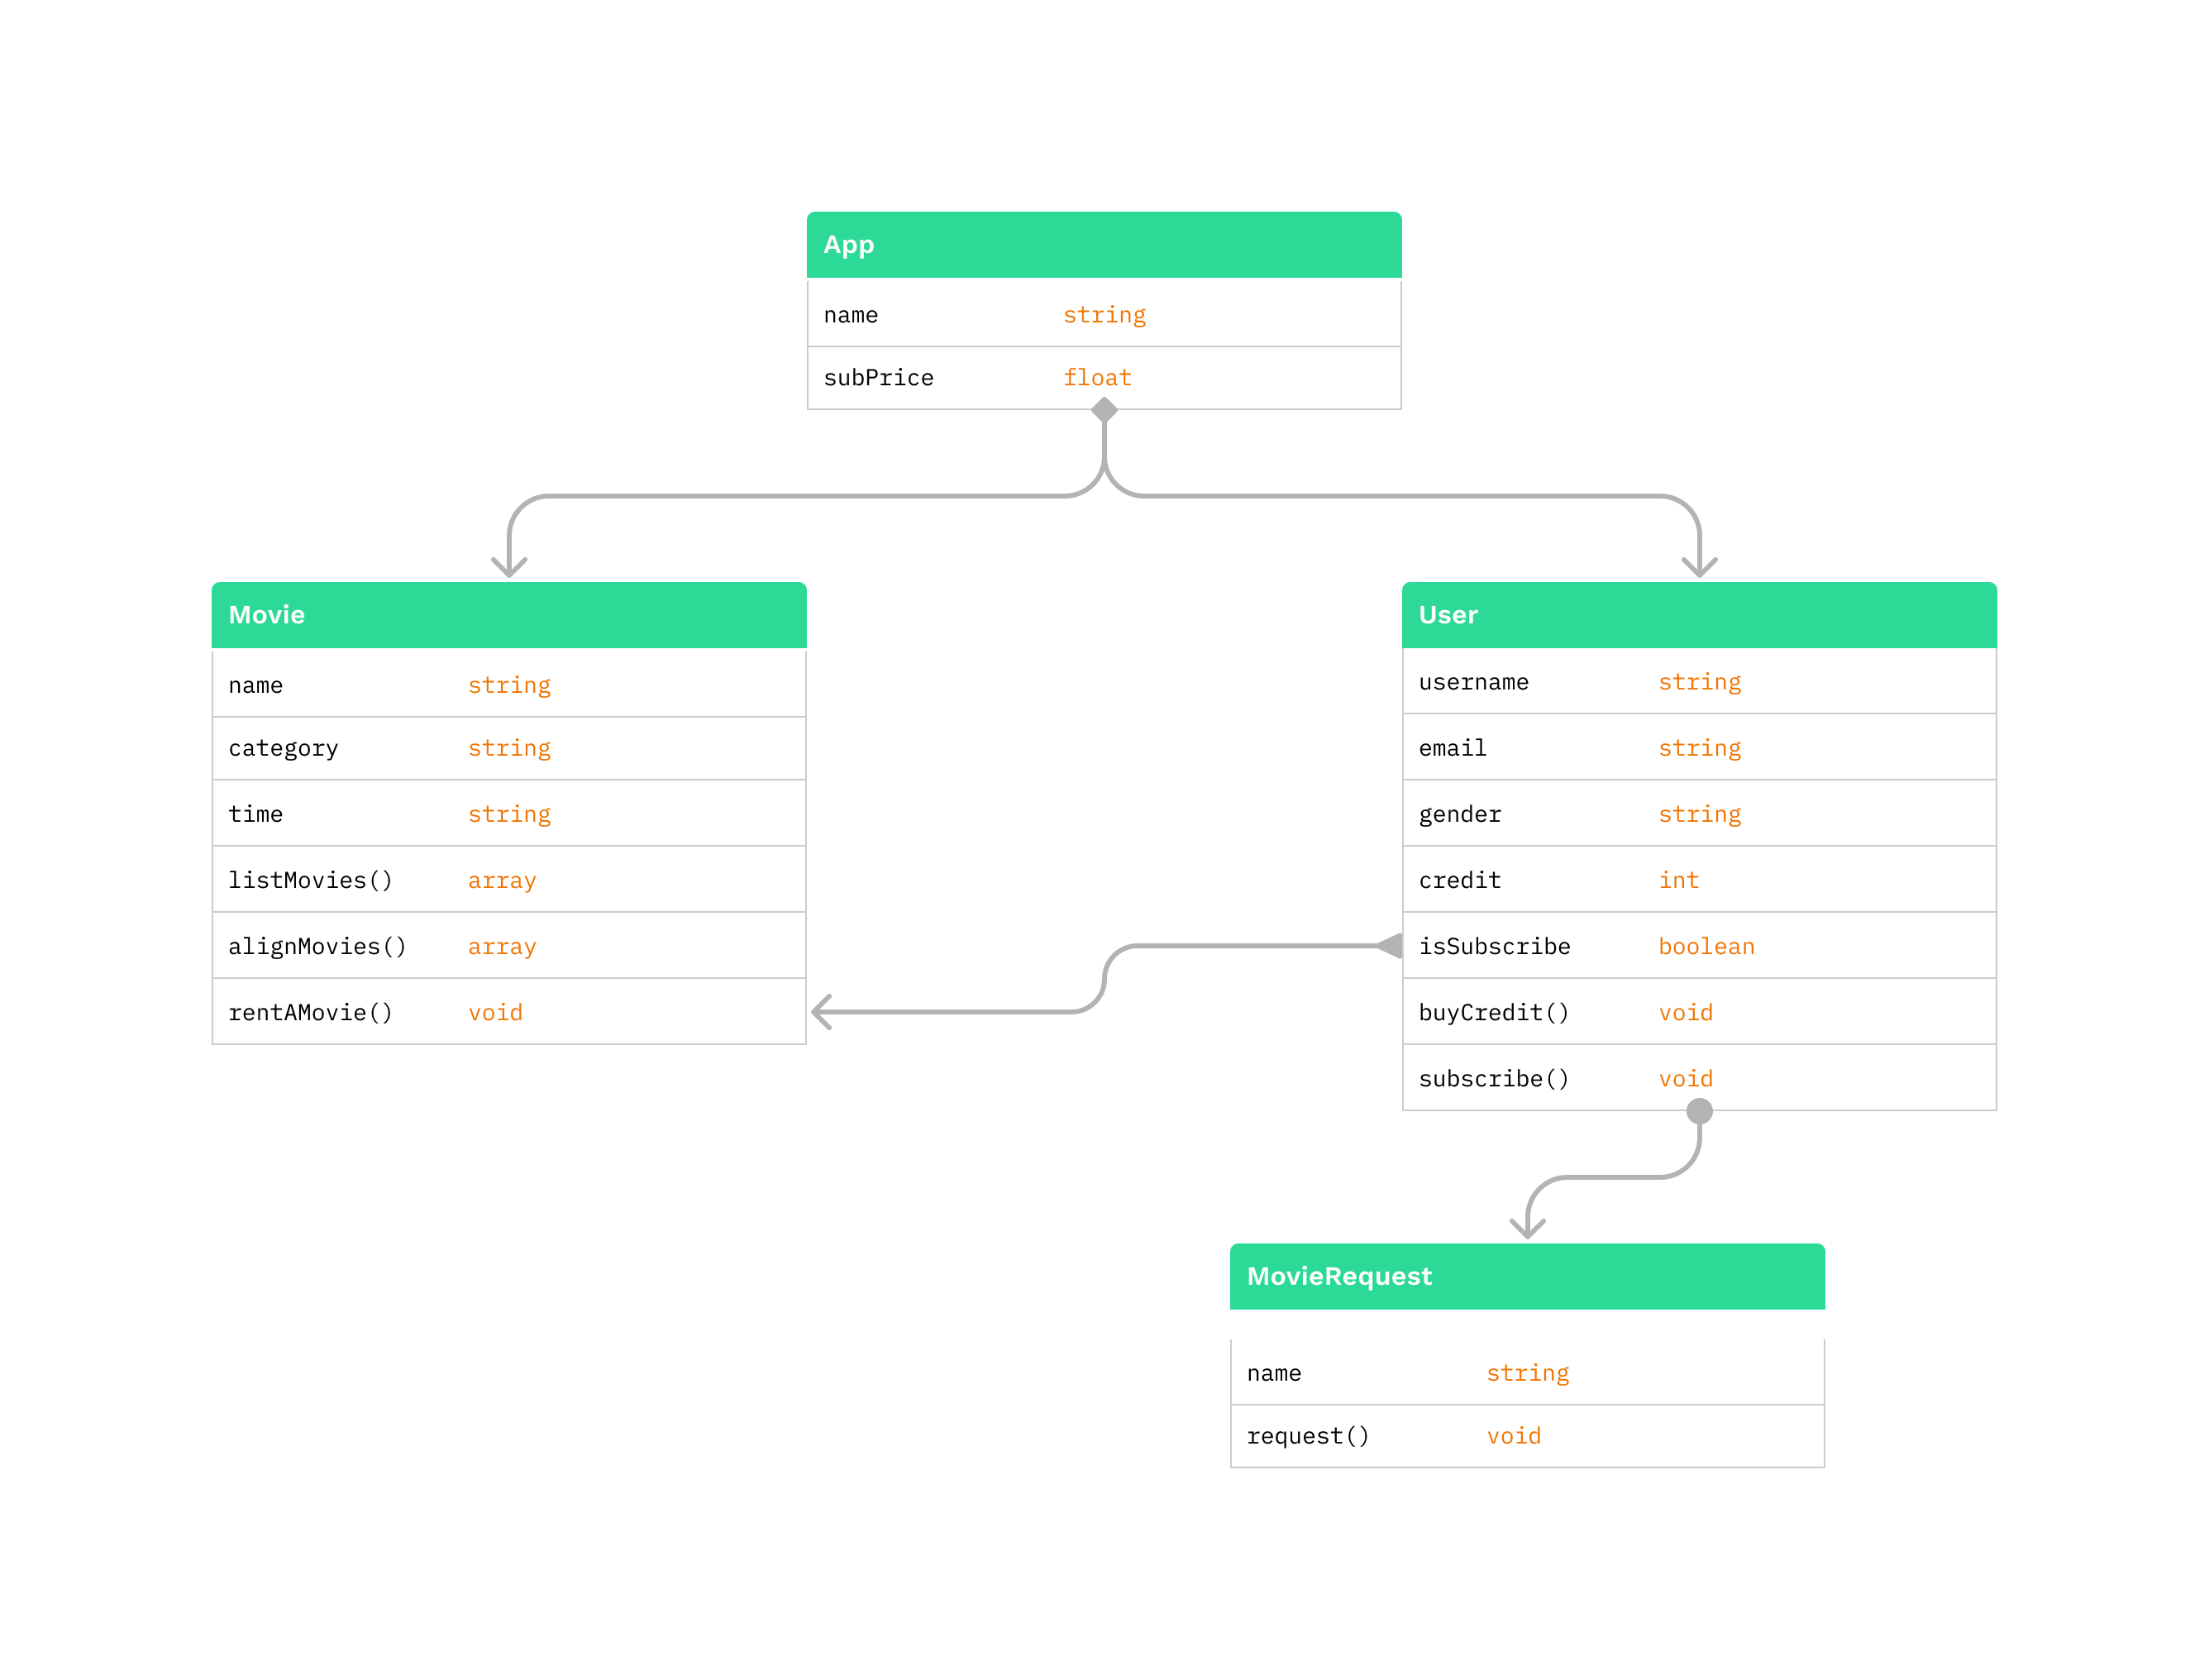 App
name string
subPrice float
Movie
name string
category string
time string
listMovies() array
alignMovies() array
rentAMovie() void
User
username string
email string
gender string
credit int
isSubscribe boolean
buyCredit() void
subscribe() void
MovieRequest
name string
request() void